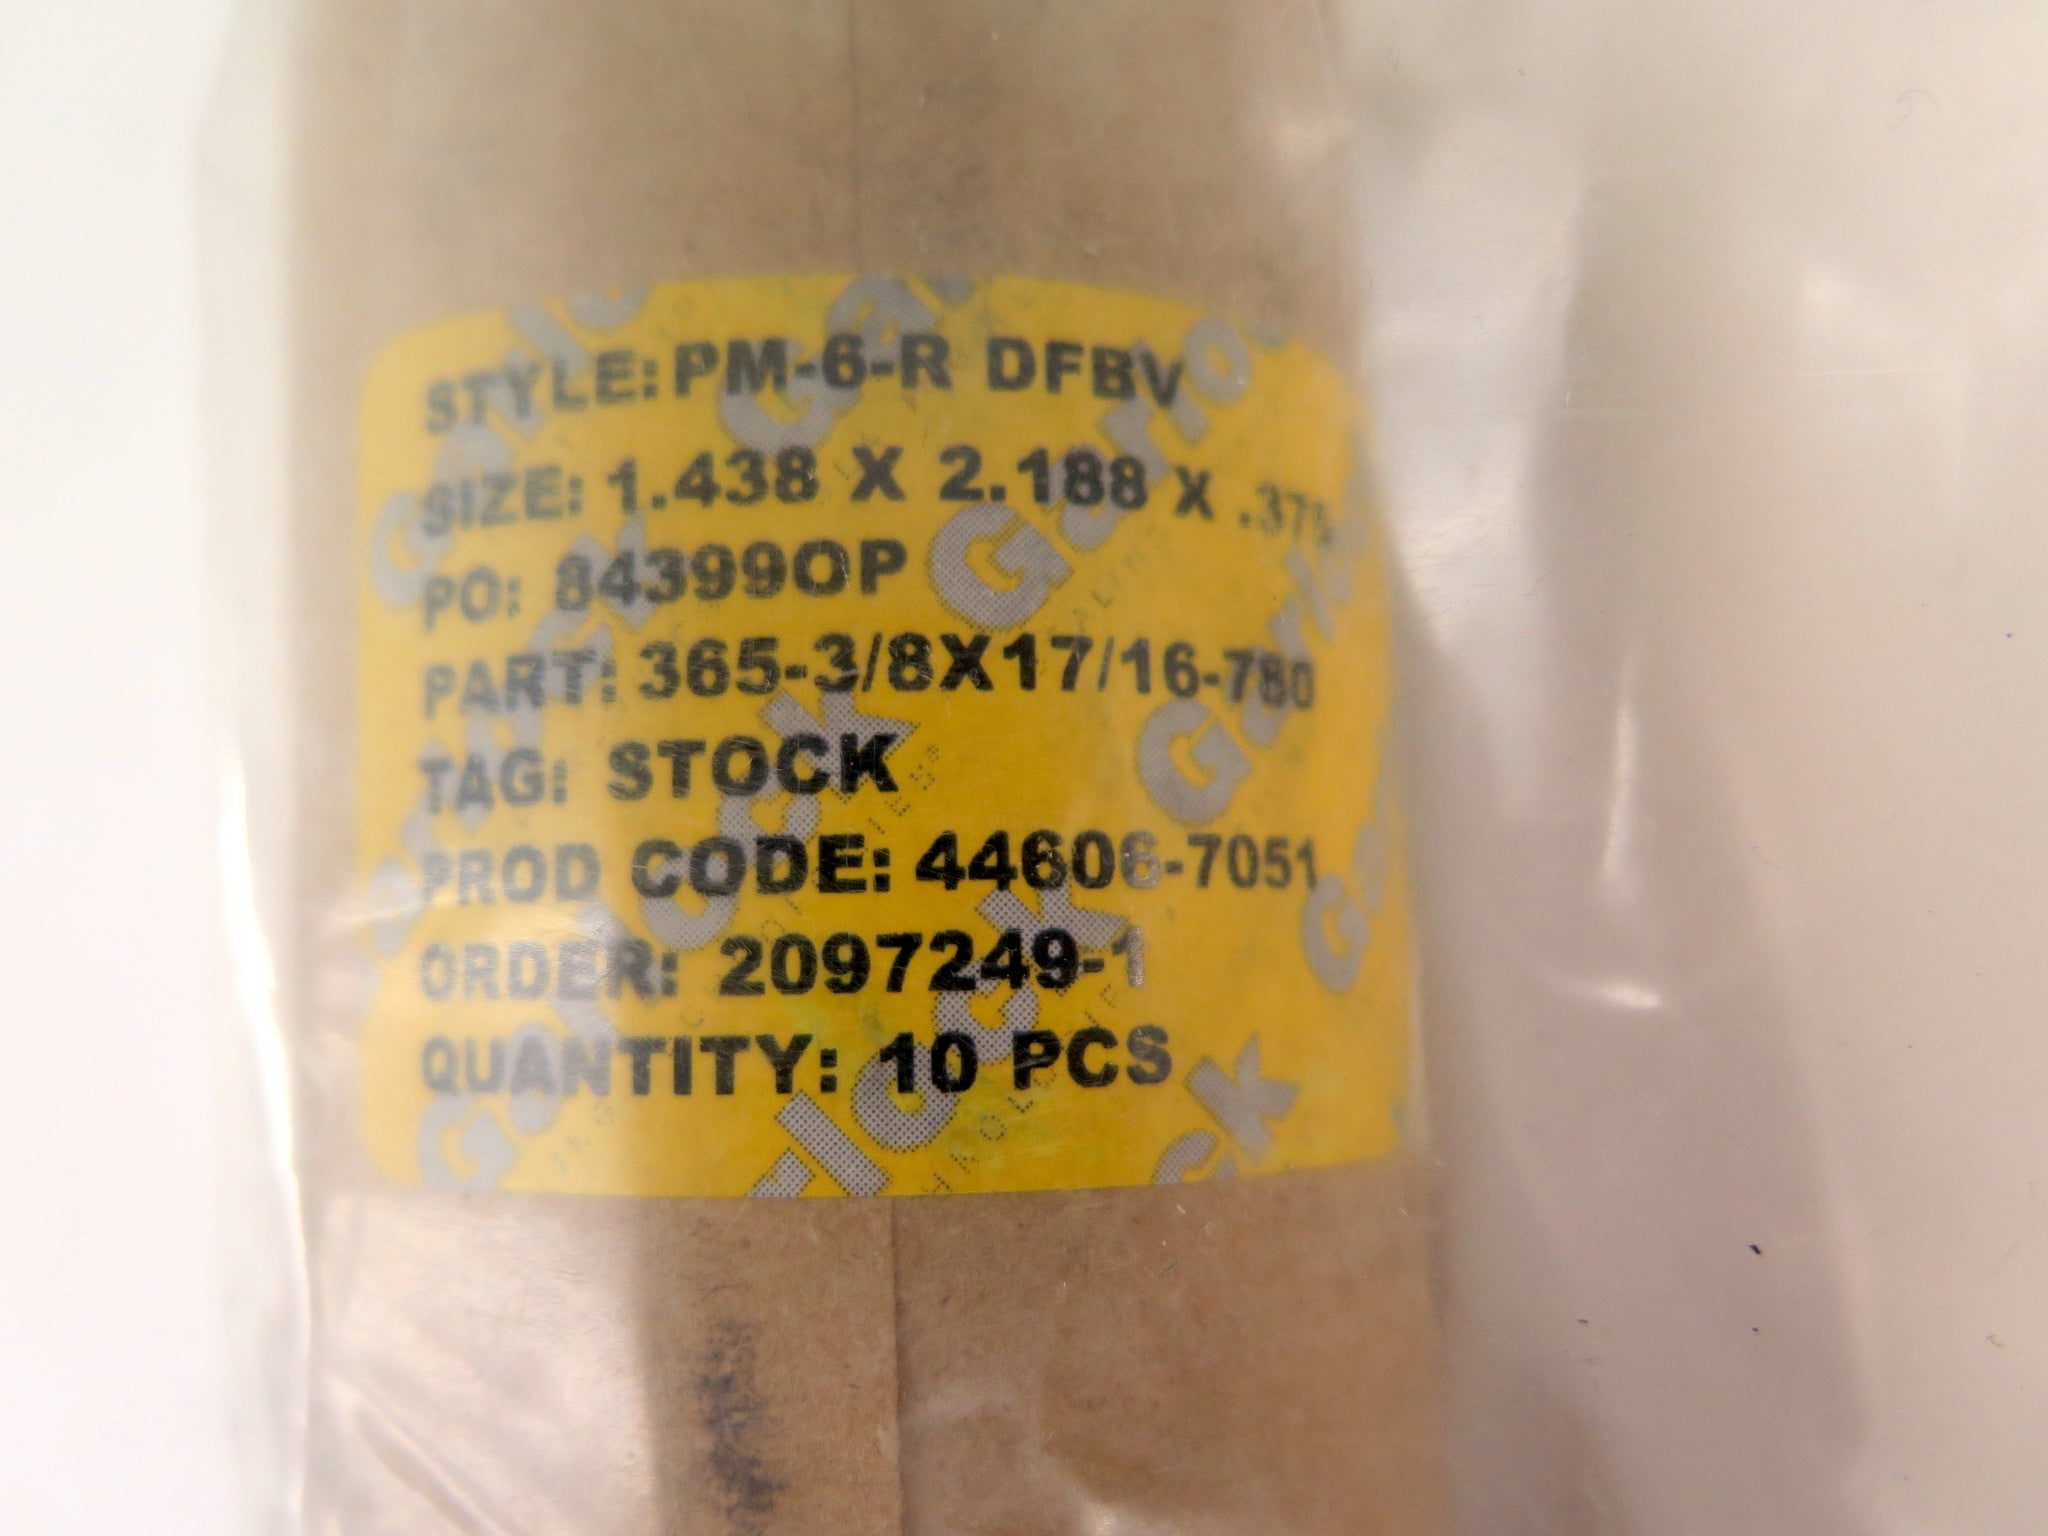 STYLE: PM-6-R DFBV
SIZE: 1.438 X 2.188 X .375
PO: 84399OP
PART: 365-3/8X17/16-780
TAG: STOCK
PROD CODE: 44606-7051
ORDER: 2097249-1
QUANTITY: 10 PCS
Garlock